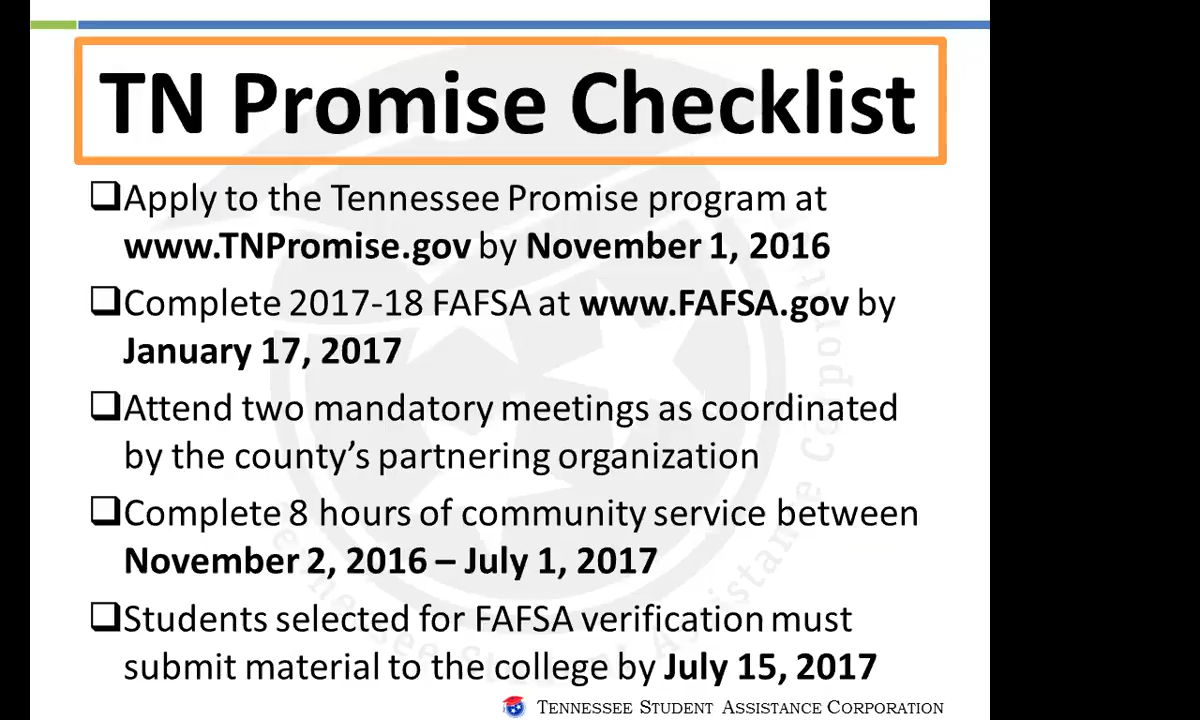 TN Promise Checklist
❑Apply to the Tennessee Promise program at
www.TNPromise.gov by November 1, 2016
❑Complete 2017-18 FAFSA at www.FAFSA.gov by
January 17, 2017
❑Attend two mandatory meetings as coordinated
by the county’s partnering organization
❑Complete 8 hours of community service between
November 2, 2016 – July 1, 2017
❑Students selected for FAFSA verification must
submit material to the college by July 15, 2017
TENNESSEE STUDENT ASSISTANCE CORPORATION